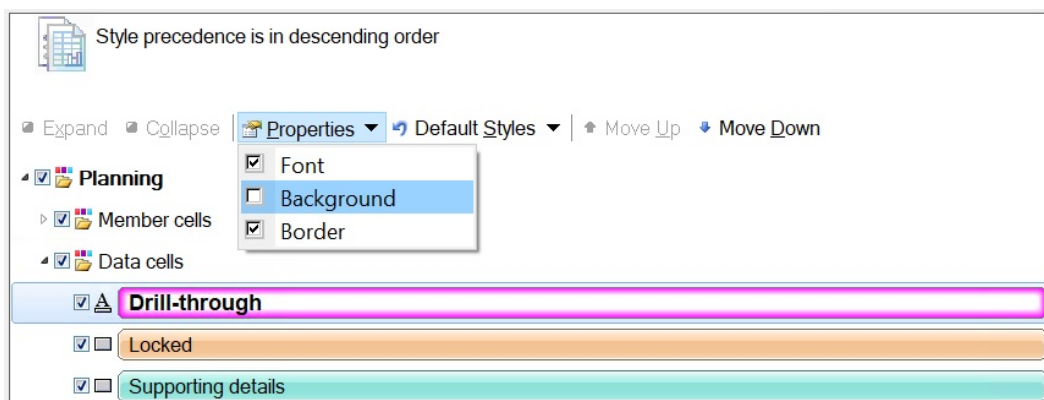 Style precedence is in descending order
Expand Collapse Properties Default Styles Move Up Move Down
Font
Background
Border
Planning
Member cells
Data cells
A Drill-through
Locked
Supporting details